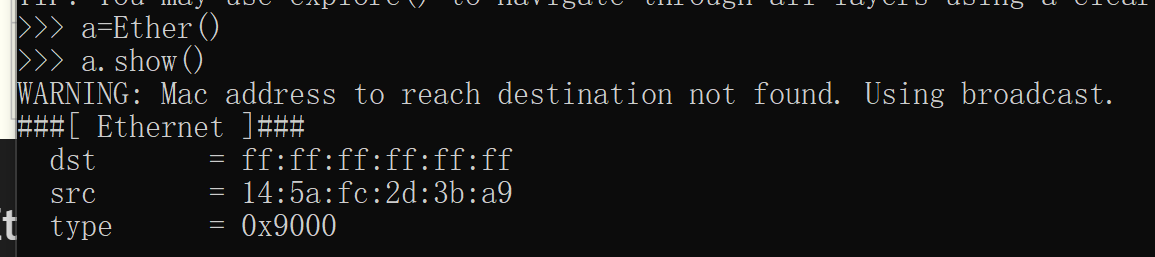 TIP: You may use explore() to navigate through all layers using a clear
>>> a=Ether()
>>> a.show()
WARNING: Mac address to reach destination not found. Using broadcast.
###[ Ethernet ]###
dst = ff:ff:ff:ff:ff:ff
src = 14:5a:fc:2d:3b:a9
type = 0x9000